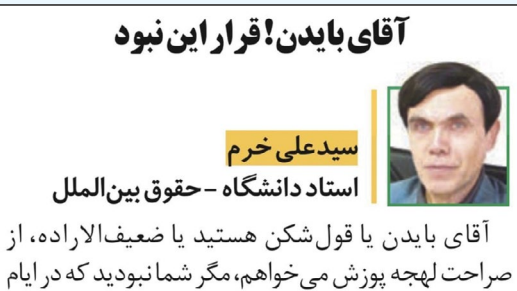 آقای بایدن! قرار این نبود
سیدعلی خرم
استاد دانشگاه - حقوق بین‌الملل
آقای بایدن یا قول‌شکن هستید یا ضعیف‌الاراده، از
صراحت لهجه پوزش می‌خواهم، مگر شما نبودید که در ایام